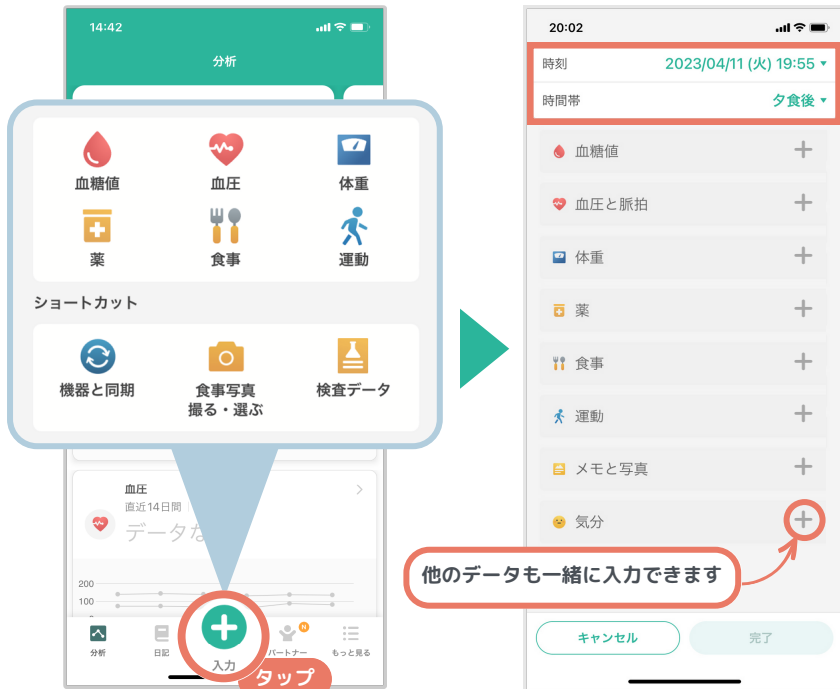 14:42
分析
血糖値
血圧
体重
薬
食事
運動
ショートカット
機器と同期
食事写真
撮る・選ぶ
検査データ
血圧
直近14日間
データな
200
100
分析
日記
入力
パートナー
N
もっと見る
タップ
20:02
時刻
2023/04/11 (火) 19:55
時間帯
夕食後
血糖値
血圧と脈拍
体重
薬
食事
運動
メモと写真
気分
他のデータも一緒に入力できます
キャンセル
完了